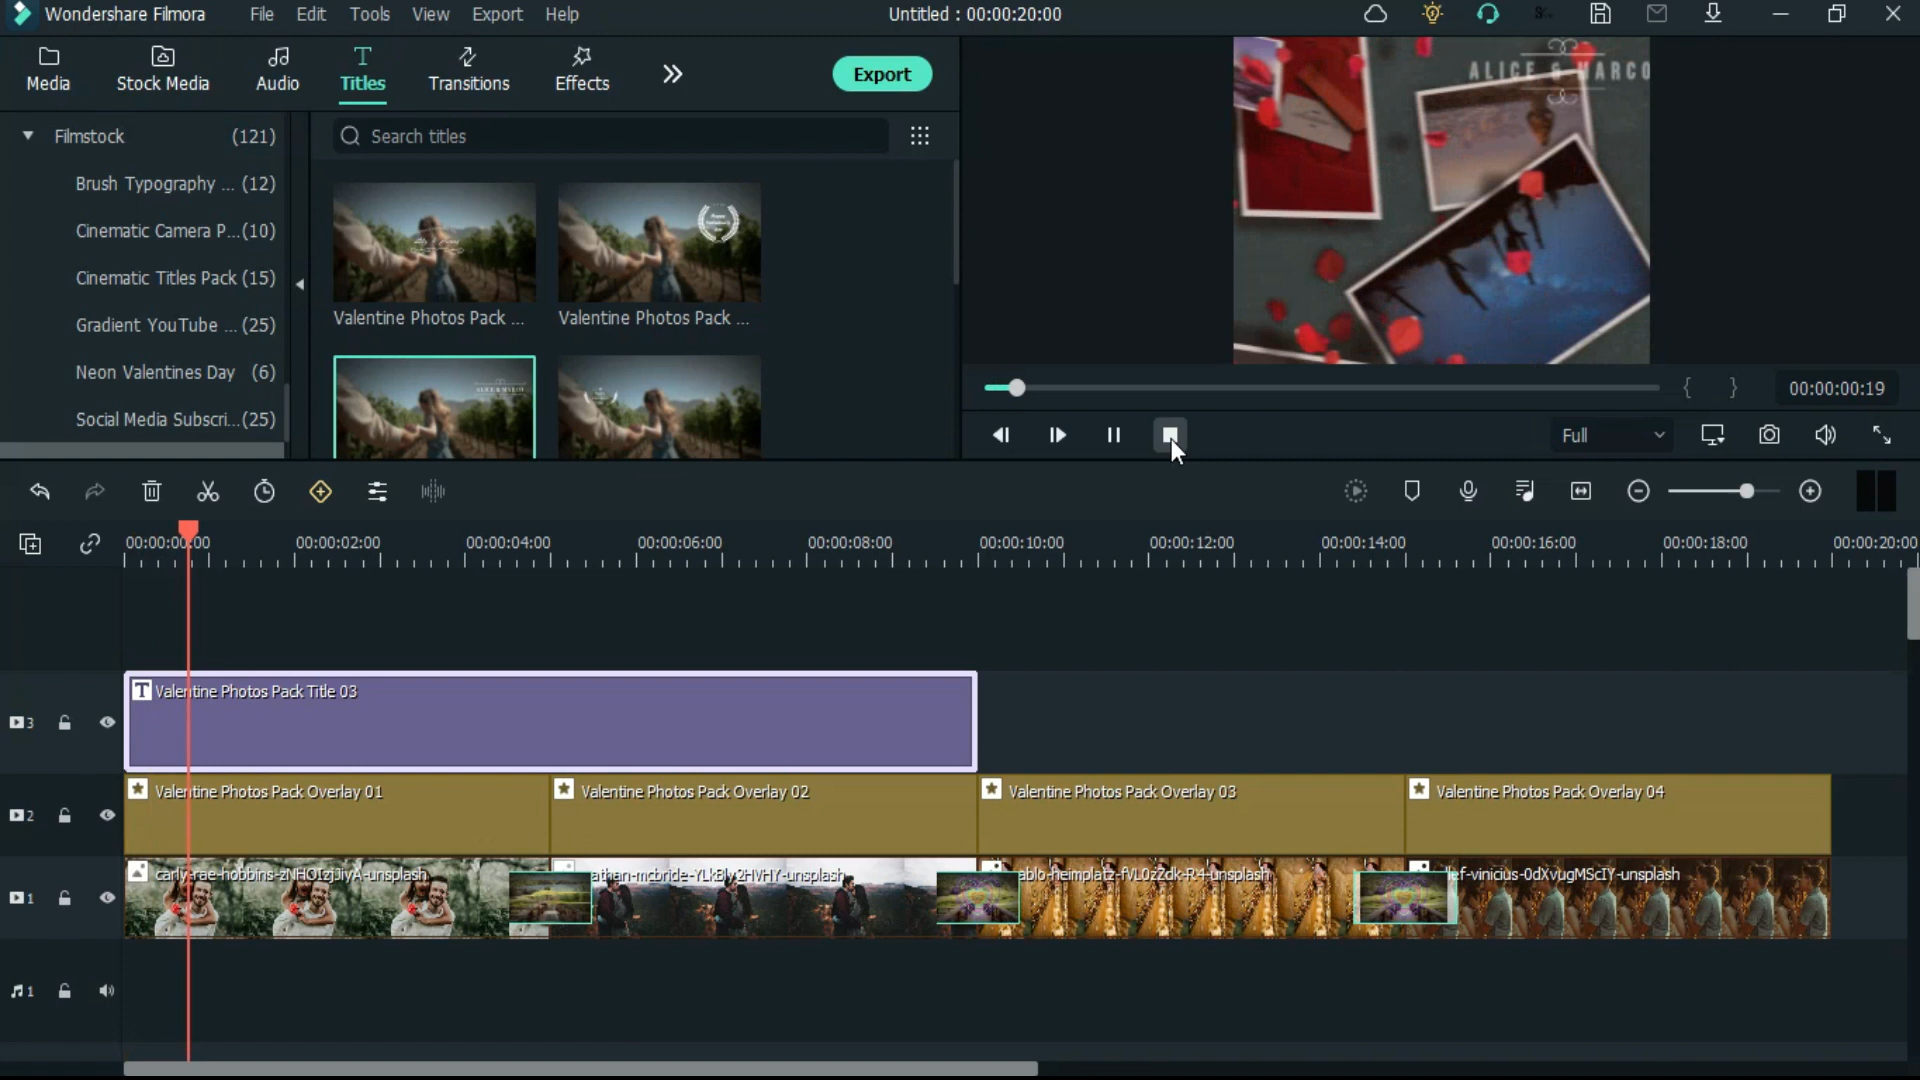 Wondershare Filmora File Edit Tools View Export Help Untitled : 00:00:20:00
Media Stock Media Audio Titles Transitions Effects Export
Filmstock (121)
Search titles
Brush Typography ... (12)
Cinematic Camera P...(10)
Cinematic Titles Pack (15)
Gradient YouTube ... (25)
Neon Valentines Day (6)
Social Media Subscri...(25)
Valentine Photos Pack ... Valentine Photos Pack ...
ALICE & MARCO
00:00:00:19
Full
00:00:00:00 00:00:02:00 00:00:04:00 00:00:06:00 00:00:08:00 00:00:10:00 00:00:12:00 00:00:14:00 00:00:16:00 00:00:18:00 00:00:20:00
3
Valentine Photos Pack Title 03
2
Valentine Photos Pack Overlay 01 Valentine Photos Pack Overlay 02 Valentine Photos Pack Overlay 03 Valentine Photos Pack Overlay 04
1
carly-rae-hobbins-zNHO1zjJiyA-unsplash athan-mcbride-YLkBly2HVHY-unsplash ablo-heimplatz-fVL0zZdk-R4-unsplash lef-vinicius-0dXvugMScIY-unsplash
1